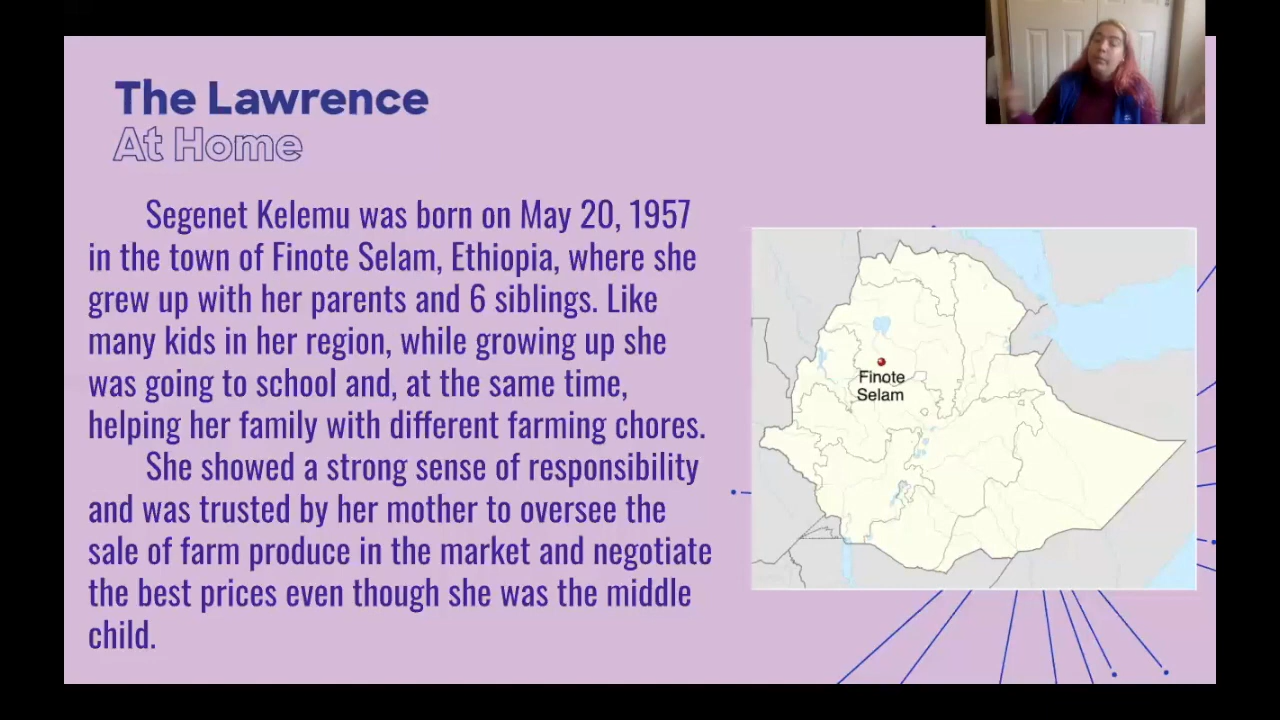 The Lawrence
At Home
Segenet Kelemu was born on May 20, 1957
in the town of Finote Selam, Ethiopia, where she
grew up with her parents and 6 siblings. Like
many kids in her region, while growing up she
was going to school and, at the same time,
helping her family with different farming chores.
She showed a strong sense of responsibility
and was trusted by her mother to oversee the
sale of farm produce in the market and negotiate
the best prices even though she was the middle
child.
Finote
Selam